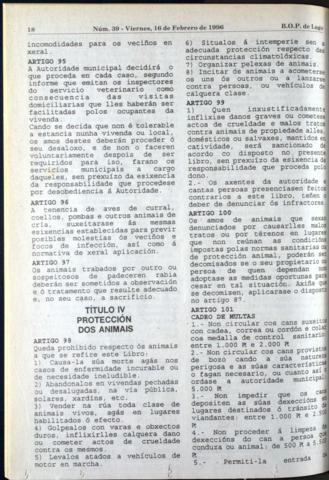 18 Núm. 39 - Viernes, 16 de Febrero de 1996 B.O.P. de Lugo
incomodidades para os veciños en
xeral.
ARTIGO 95
A Autoridade municipal decidirá o
que proceda en cada caso, segundo
informe que emitan os inspectores
do servicio veterinario como
consecuencia das visitas
domiciliarias que lles haberán ser
facilitadas polos ocupantes da
vivenda.
Cando se decida que non é tolerable
a estancia nunha vivenda ou local,
os amos destes deberán proceder ó
seu desaloxo, e de non o faceren
voluntariamente despois de ser
requiridos para iso, farano os
servicios municipais a cargo
daqueles, sen prexuízo da esixencia
da responsabilidade que procedese
por desobediencia á Autoridade.
ARTIGO 96
A tenencia de aves de curral,
coellos, pombas e outros animais de
cría, suxeitarase ás mesmas
esixencias establecidas para previr
posibles molestias ós veciños e
focos de infección, así como á
normativa de xeral aplicación.
ARTIGO 97
Os animais trabados por outro ou
sospeitosos de padeceren rabia
deberán ser sometidos a observación
e ó tratamento que resulte adecuado
e, no seu caso, a sacrificio.
TÍTULO IV
PROTECCIÓN
DOS ANIMAIS
ARTIGO 98
Queda prohibido respecto ós animais
a que se refire este Libro:
1) Causa-la súa morte agás nos
casos de enfermidade incurable ou
de necesidade ineludible.
2) Abandonalos en vivendas pechadas
ou desaloxadas, na vía pública,
solares, xardíns, etc.
3) Vender na rúa toda clase de
animais vivos, agás en lugares
habilitados ó efecto.
4) Golpealos con varas e obxectos
duros, inflixirlles calquera dano
ou cometer actos de crueldade
contra os mesmos.
5) Levalos atados a vehículos de
motor en marcha.
6) Situalos á intemperie sen a
adecuada protección respecto de
circunstancias climatolóxicas.
7) Organizar pelexas de animais.
8) Incitar ós animais a acometeren
os uns ós outros ou a lanzarse
contra persoas, ou vehículos de
calquera clase.
ARTIGO 99
1) Quen inxustificadamente
inflixise danos graves ou cometese
actos de crueldade e malos tratos
contra animais de propiedade allea,
domésticos ou salvaxes, mantidos en
catividade, será sancionado de
acordo co disposto no presente
libro, sen prexuízo da esixencia da
responsabilidade que proceda polo
dono.
2.- Os axentes da autoridade e
cantas persoas presenciasen feitos
contrarios a este libro, teñen o
deber de denunciar ós infractores.
ARTIGO 100
Os amos de animais que sexan
denunciados por causarlles malos
tratos ou por térenos en lugares
que non reúnan as condicións
impostas polas normas sanitarias ou
de protección animal, poderán ser
decomisados se o seu propietario ou
persoa de quen dependan non
adoptase as medidas oportunas para
cesar en tal situación. Axiña que
se decomisen, aplicarase o disposto
no artigo 87.
ARTIGO 101
CADRO DE MULTAS
1.- Non circular cos cans suxeitos
con cadea, correa ou cordón e colar
coa medalla de control sanitario:
entre 1.000 ₧ e 2.000 ₧
2.- Non circular cos cans provistos
de bozo cando a súa natureza
perigosa e as súas características
o fagan necesario, ou cuando así o
ordase a autoridade municipal:
5.000 ₧
3.- Non impedir que os cans
depositen as súas dexeccións en
lugares destinados ó tránsito de
viandantes: entre 1.000 e 2.500
₧
4.- Non proceder á limpeza das
dexeccións do can a persoa que
conduza ou animal: de 500 ₧ a 5.500
₧
5.- Permiti-la entrada